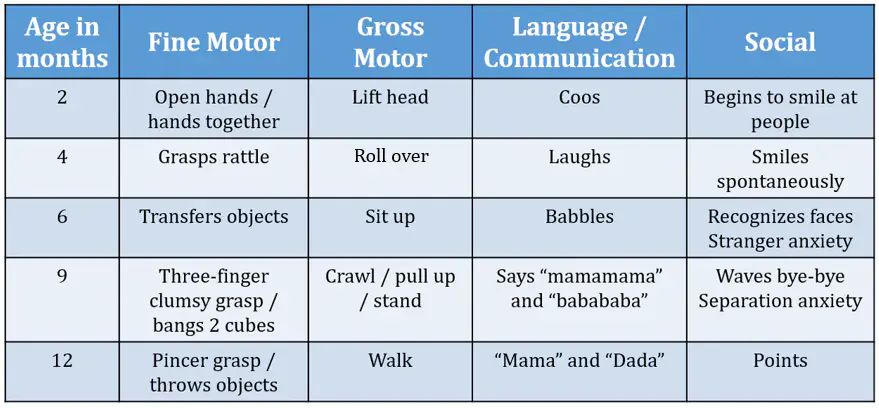 Age in months
Fine Motor
Gross Motor
Language / Communication
Social
2
Open hands / hands together
Lift head
Coos
Begins to smile at people
4
Grasps rattle
Roll over
Laughs
Smiles spontaneously
6
Transfers objects
Sit up
Babbles
Recognizes faces
Stranger anxiety
9
Three-finger clumsy grasp / bangs 2 cubes
Crawl / pull up / stand
Says “mamamama” and “babababa”
Waves bye-bye
Separation anxiety
12
Pincer grasp / throws objects
Walk
“Mama” and “Dada”
Points